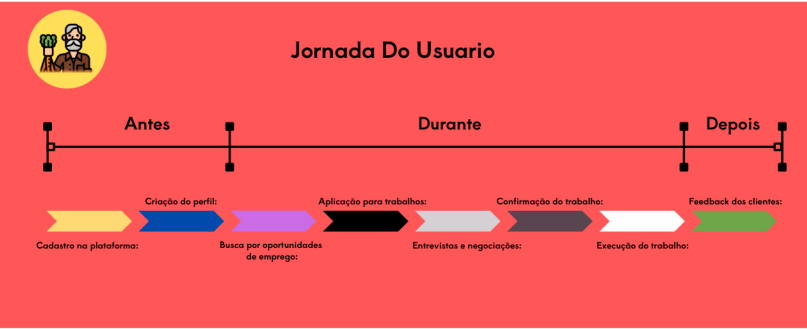 Jornada Do Usuario
Antes
Durante
Depois
Criação do perfil:
Aplicação para trabalhos:
Confirmação do trabalho:
Feedback dos clientes:
Cadastro na plataforma:
Busca por oportunidades
de emprego:
Entrevistas e negociações:
Execução do trabalho: